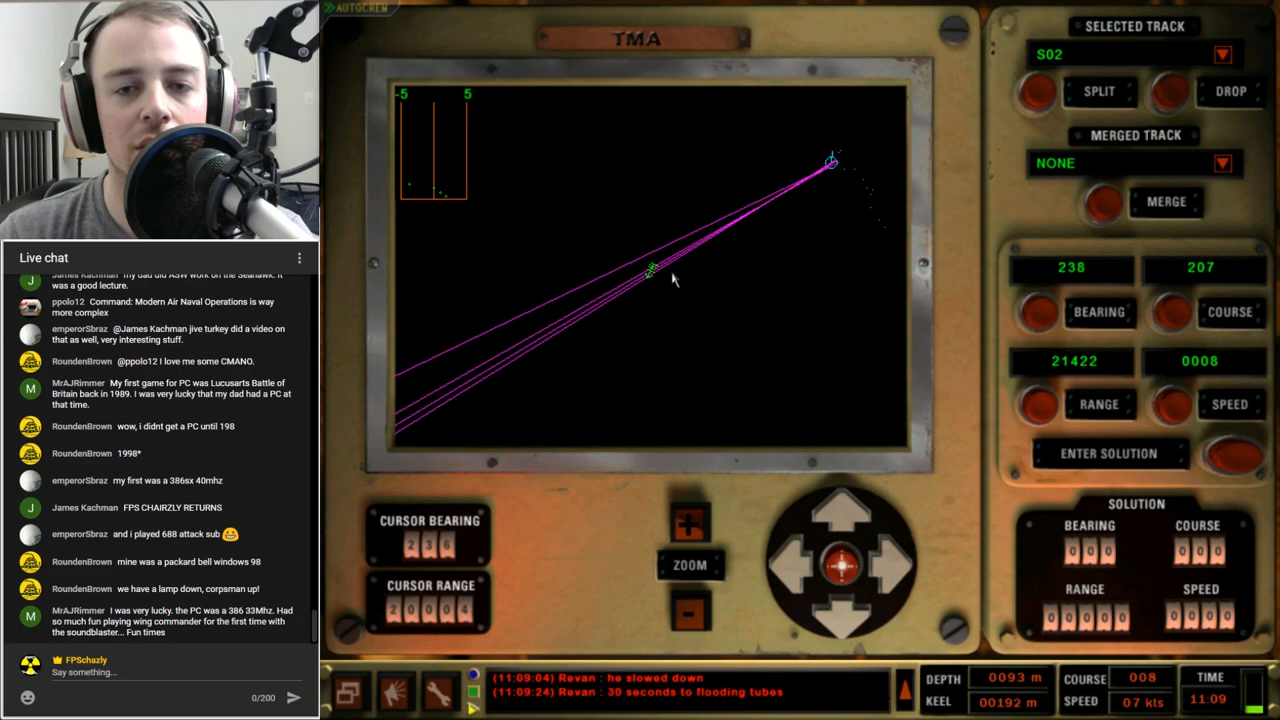 AUTOCREW
TMA
-5 5
SELECTED TRACK
S02
SPLIT
DROP
MERGED TRACK
NONE
MERGE
238
207
BEARING
COURSE
21422
0008
RANGE
SPEED
ENTER SOLUTION
SOLUTION
BEARING
COURSE
000
000
RANGE
SPEED
00000
0000
CURSOR BEARING
236
CURSOR RANGE
20004
+
ZOOM
-
(11:09:04) Revan : he slowed down
(11:09:24) Revan : 30 seconds to flooding tubes
DEPTH
0093 m
KEEL
00192 m
COURSE
008
SPEED
07 kts
TIME
11:09
Live chat
J
James Kachman my dad did ASW work on the Seahawk. It
was a good lecture.
ppolo12 Command: Modern Air Naval Operations is way
more complex
emperorSbraz @James Kachman jive turkey did a video on
that as well, very interesting stuff.
RoundenBrown @ppolo12 I love me some CMANO.
M
MrAJRimmer My first game for PC was Lucusarts Battle of
Britain back in 1989. I was very lucky that my dad had a PC at
that time.
RoundenBrown wow, i didnt get a PC until 198
RoundenBrown 1998*
emperorSbraz my first was a 386sx 40mhz
J
James Kachman FPS CHAIRZLY RETURNS
emperorSbraz and i played 688 attack sub
RoundenBrown mine was a packard bell windows 98
RoundenBrown we have a lamp down, corpsman up!
M
MrAJRimmer I was very lucky. the PC was a 386 33Mhz. Had
so much fun playing wing commander for the first time with
the soundblaster... Fun times
FPSchazly
Say something...
0/200